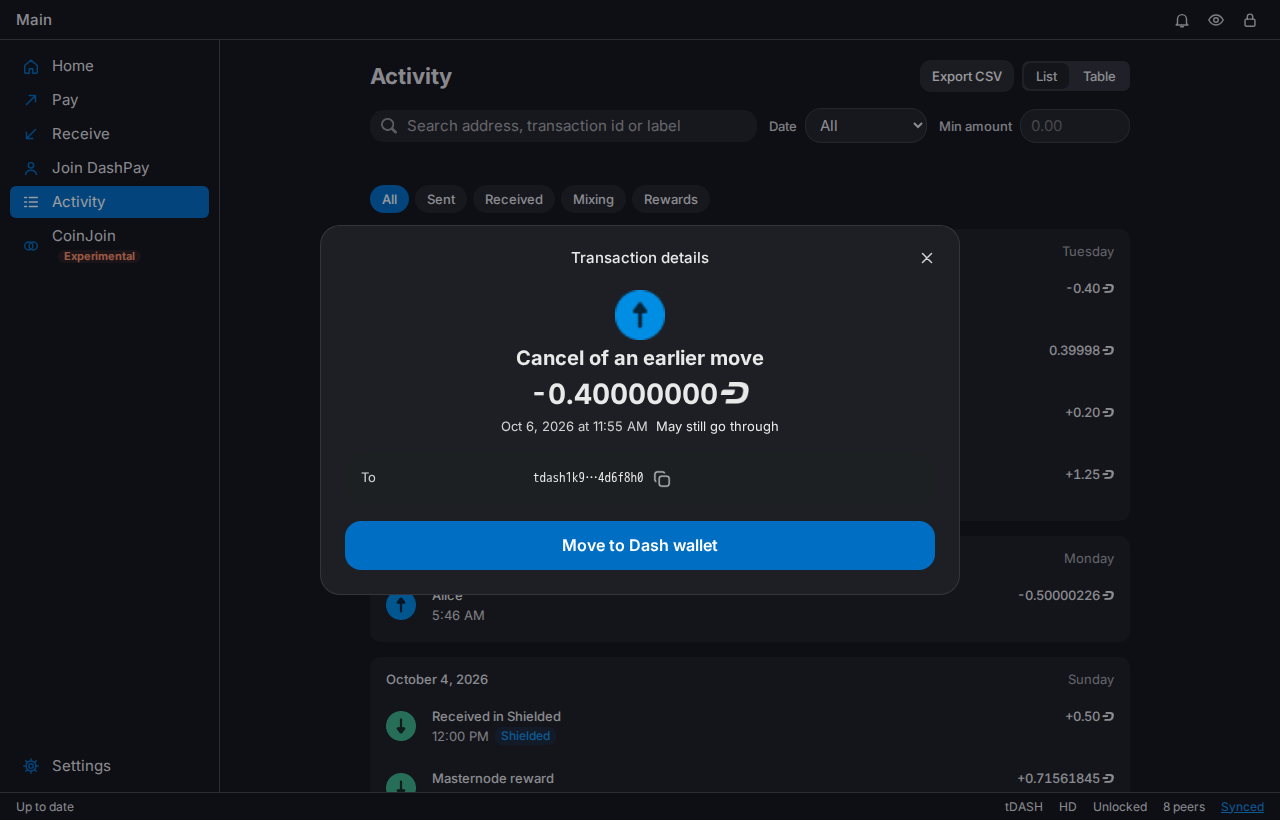 Main
Home
Pay
Receive
Join DashPay
Activity
CoinJoin
Experimental
Settings
Activity
Export CSV
List
Table
Search address, transaction id or label
Date
All
Min amount
0.00
All
Sent
Received
Mixing
Rewards
Tuesday
-0.40
0.39998
+0.20
+1.25
Transaction details
Cancel of an earlier move
-0.40000000
Oct 6, 2026 at 11:55 AM May still go through
To
tdash1k9⋯4d6f8h0
Move to Dash wallet
Monday
Alice
-0.50000226
5:46 AM
October 4, 2026
Sunday
Received in Shielded
+0.50
12:00 PM
Shielded
Masternode reward
+0.71561845
Up to date
tDASH
HD
Unlocked
8 peers
Synced